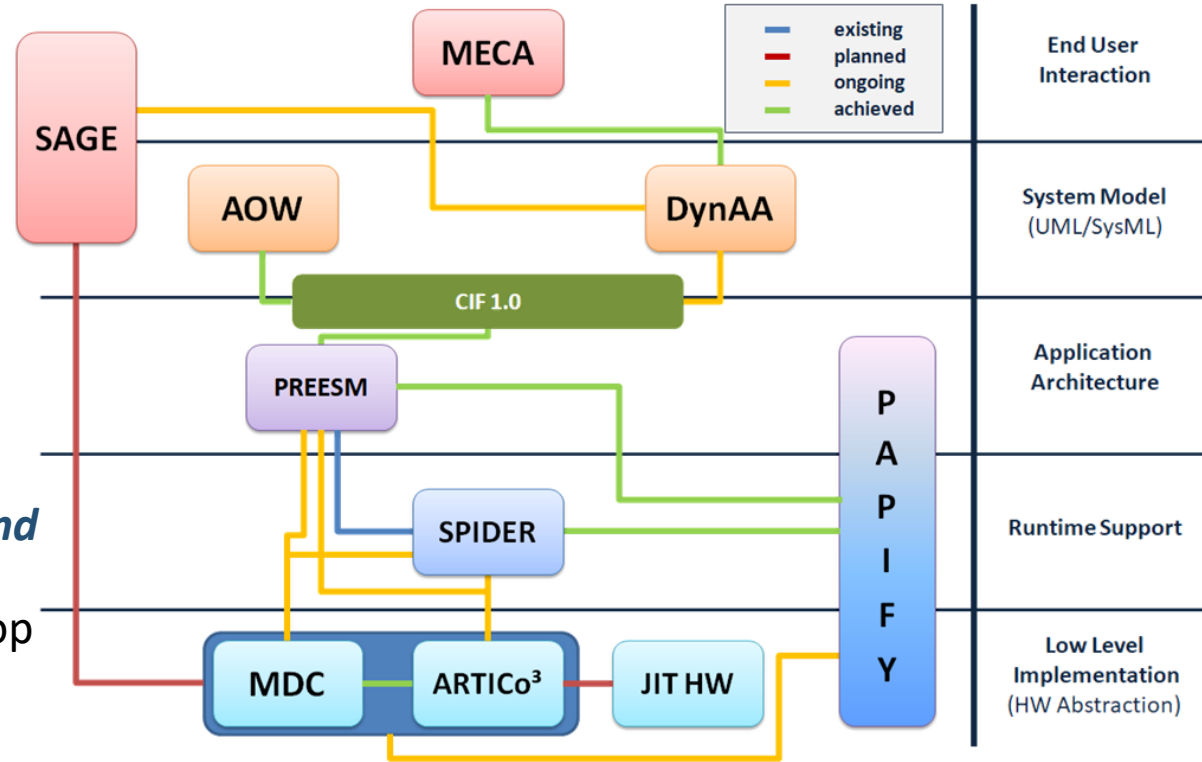 existing
planned
ongoing
achieved
End User
Interaction
MECA
SAGE
AOW
DynAA
System Model
(UML/SysML)
CIF 1.0
Application
Architecture
PREESM
P
A
P
I
F
Y
SPIDER
Runtime Support
nd
op
MDC
ARTICo³
JIT HW
Low Level
Implementation
(HW Abstraction)